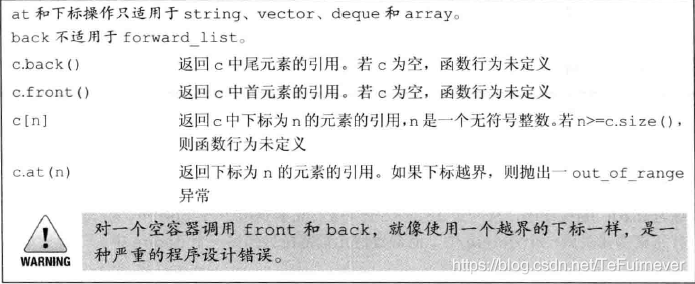 at 和下标操作只适用于 string、vector、deque 和 array。
back 不适用于 forward_list。
c.back() 返回 c 中尾元素的引用。若 c 为空，函数行为未定义
c.front() 返回 c 中首元素的引用。若 c 为空，函数行为未定义
c[n] 返回 c 中下标为 n 的元素的引用,n 是一个无符号整数。若 n>=c.size(),
则函数行为未定义
c.at(n) 返回下标为 n 的元素的引用。如果下标越界，则抛出一 out_of_range
异常
对一个空容器调用 front 和 back，就像使用一个越界的下标一样，是一
种严重的程序设计错误。
WARNING
https://blog.csdn.net/TeFuirnever